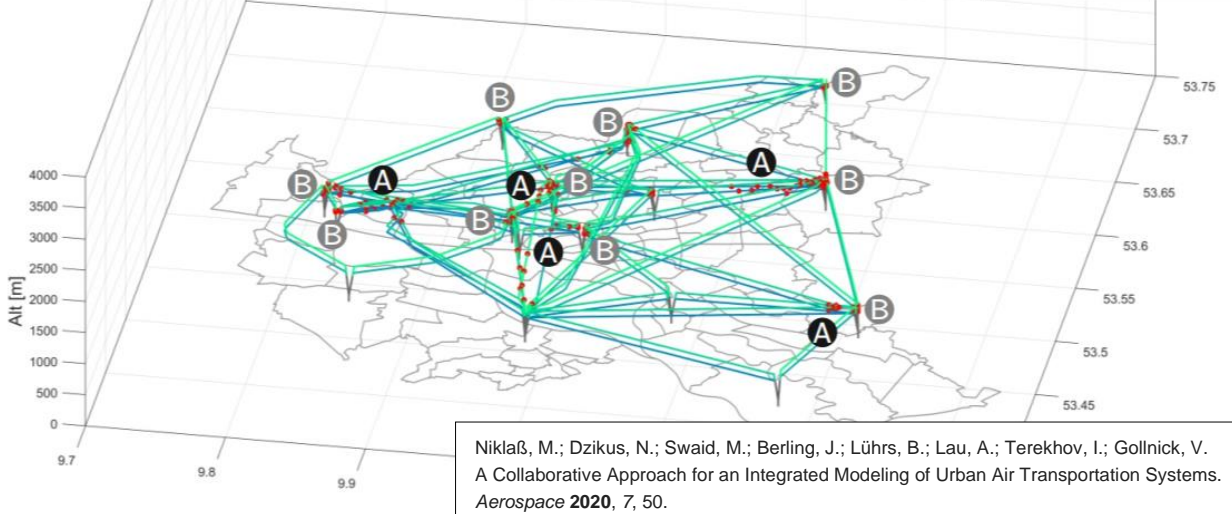 53.75
B
B
B
53.7
A
B
A
A
B
B
53.65
4000
3500
B
B
B
53.6
3000
A
2500
Alt [m]
B
53.55
2000
A
1500
53.5
1000
500
53.45
0
9.7
9.8
9.9
Niklaß, M.; Dzikus, N.; Swaid, M.; Berling, J.; Lührs, B.; Lau, A.; Terekhov, I.; Gollnick, V.
A Collaborative Approach for an Integrated Modeling of Urban Air Transportation Systems.
Aerospace 2020, 7, 50.